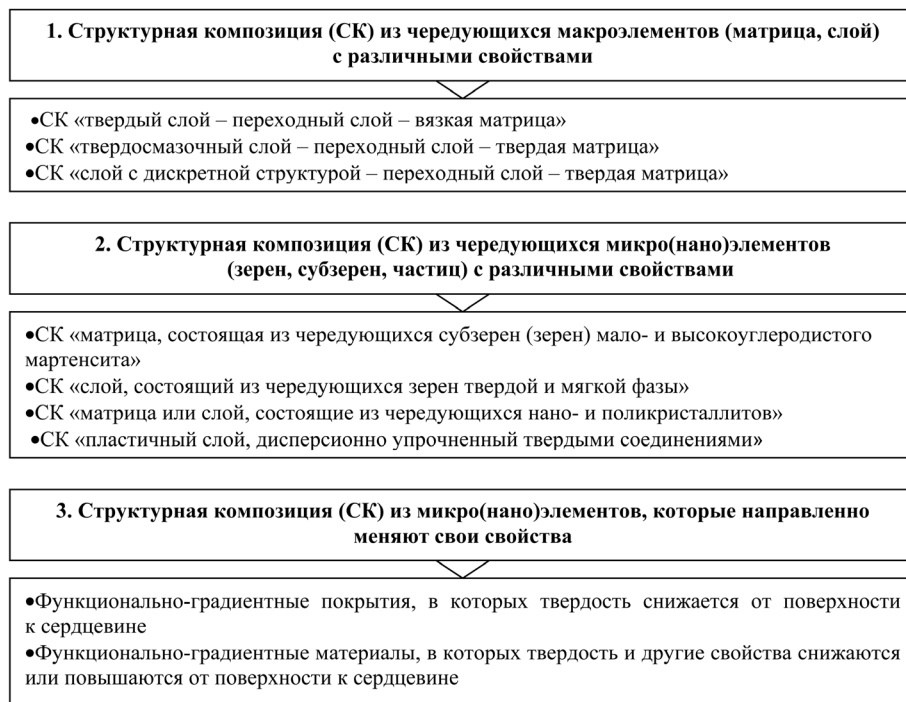 1. Структурная композиция (СК) из чередующихся макроэлементов (матрица, слой)
с различными свойствами
•СК «твердый слой – переходный слой – вязкая матрица»
•СК «твердосмазочный слой – переходный слой – твердая матрица»
•СК «слой с дискретной структурой – переходный слой – твердая матрица»
2. Структурная композиция (СК) из чередующихся микро(нано)элементов
(зерен, субзерен, частиц) с различными свойствами
•СК «матрица, состоящая из чередующихся субзерен (зерен) мало- и высокоуглеродистого
мартенсита»
•СК «слой, состоящий из чередующихся зерен твердой и мягкой фазы»
•СК «матрица или слой, состоящие из чередующихся нано- и поликристаллитов»
•СК «пластичный слой, дисперсионно упрочненный твердыми соединениями»
3. Структурная композиция (СК) из микро(нано)элементов, которые направленно
меняют свои свойства
•Функционально-градиентные покрытия, в которых твердость снижается от поверхности
к сердцевине
•Функционально-градиентные материалы, в которых твердость и другие свойства снижаются
или повышаются от поверхности к сердцевине